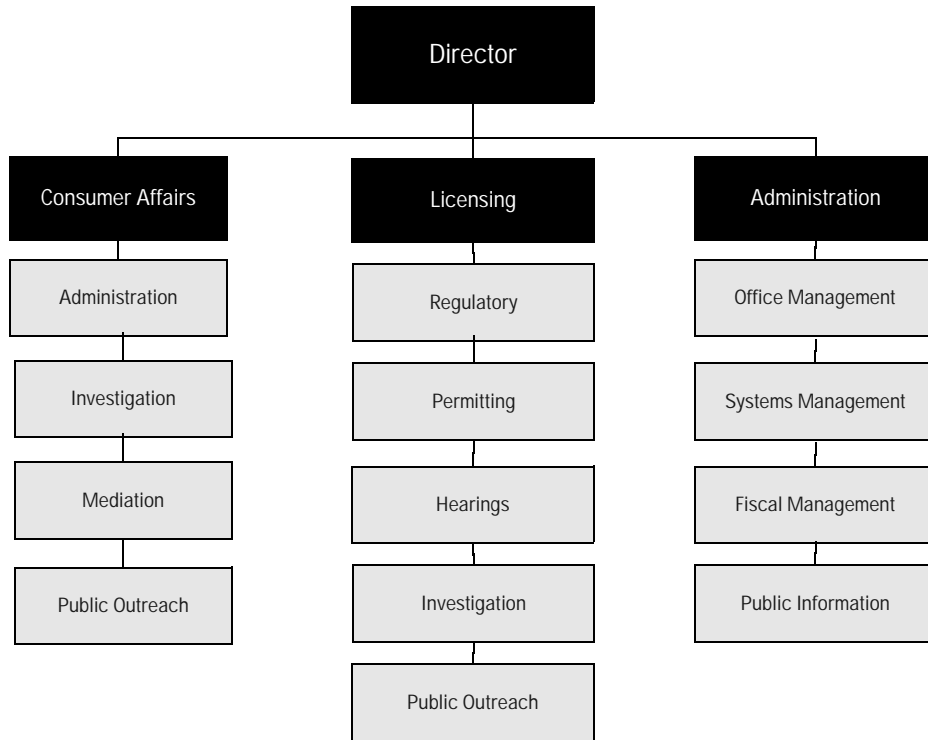 Director
Consumer Affairs
Licensing
Administration
Administration
Investigation
Mediation
Public Outreach
Regulatory
Permitting
Hearings
Investigation
Public Outreach
Office Management
Systems Management
Fiscal Management
Public Information